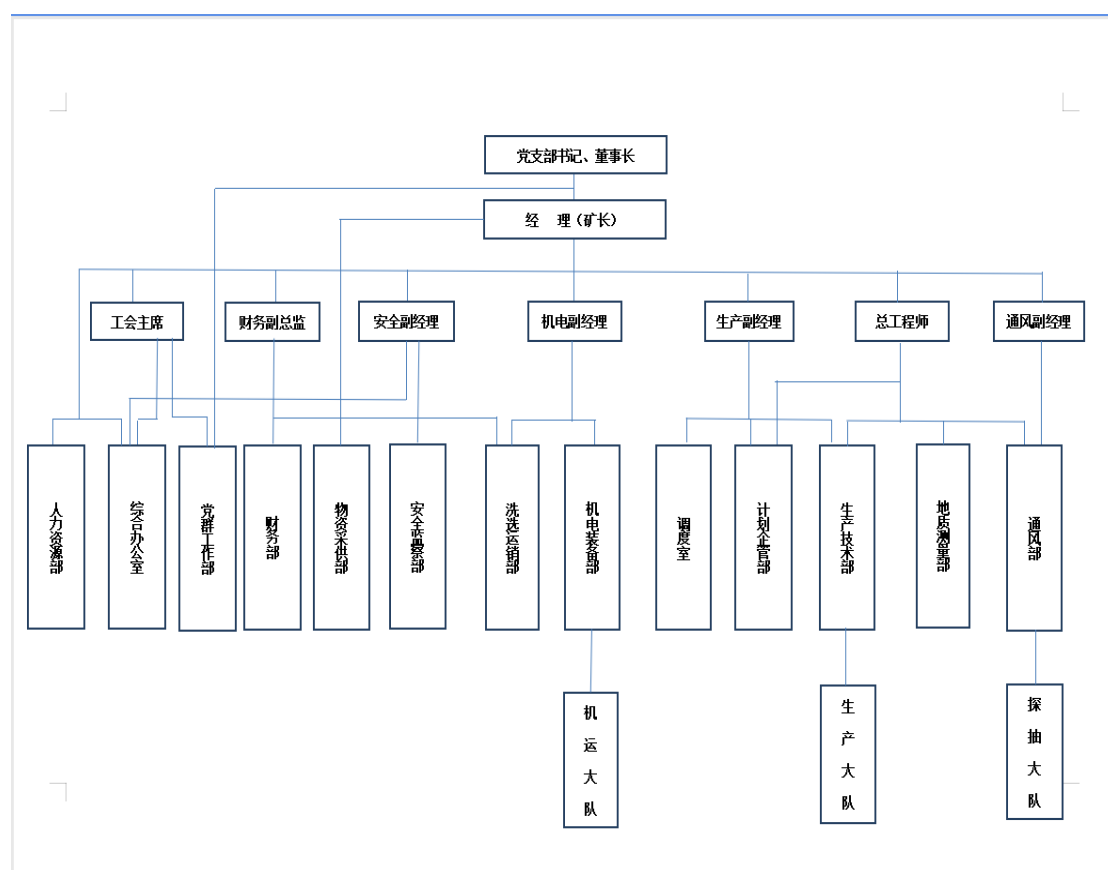 党支部书记、董事长
经 理（矿长）
工会主席
财务副总监
安全副经理
机电副经理
生产副经理
总工程师
通风副经理
人力资源部
综合办公室
党群工作部
财务部
物资采供部
安全监察部
洗选运销部
机电装备部
调度室
计划企管部
生产技术部
地质测量部
通风部
机运大队
生产大队
探抽大队